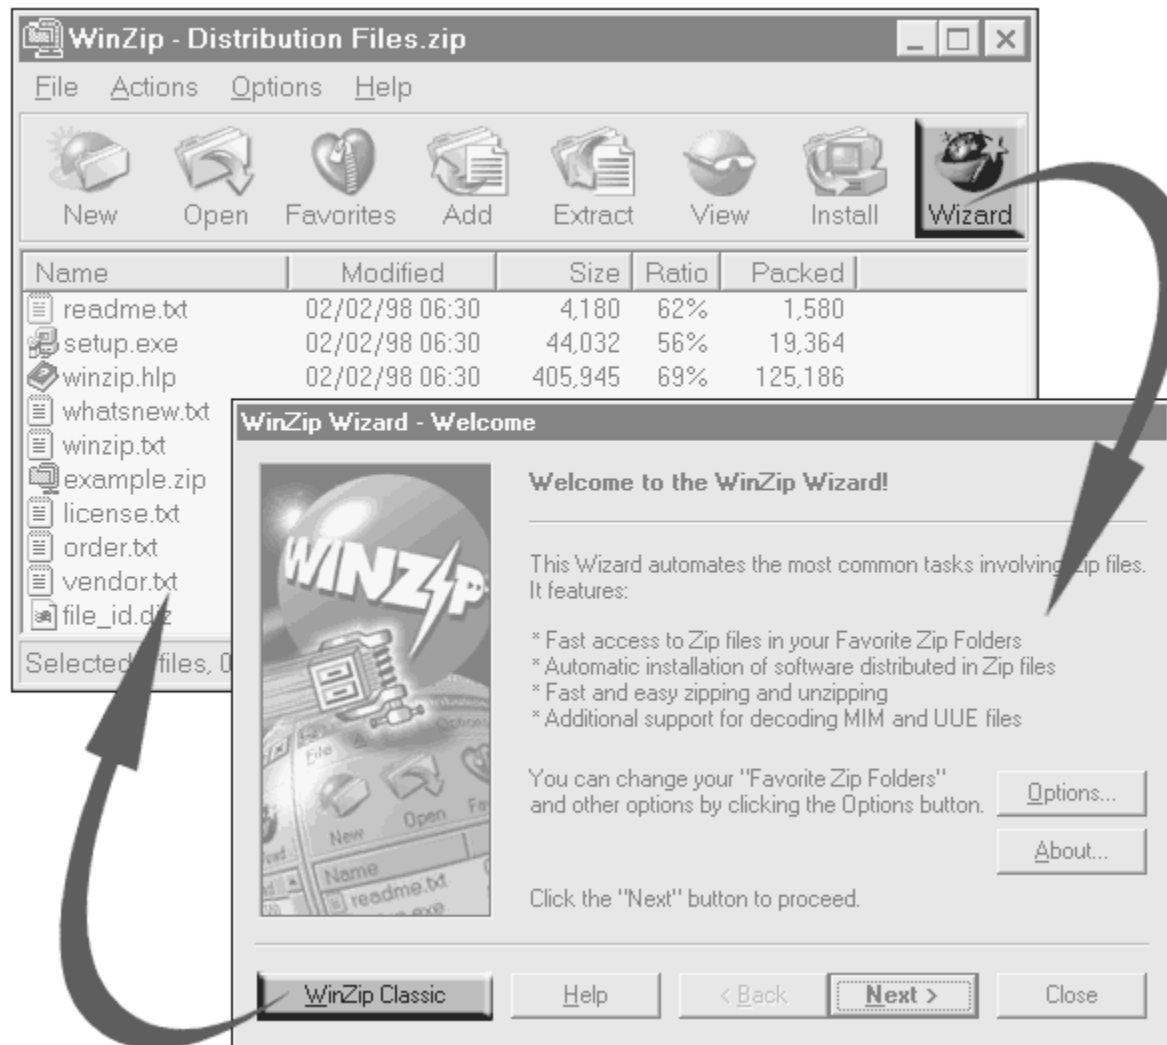 WinZip - Distribution Files.zip
File Actions Options Help
New Open Favorites Add Extract View Install Wizard
Name Modified Size Ratio Packed
readme.txt 02/02/98 06:30 4,180 62% 1,580
setup.exe 02/02/98 06:30 44,032 56% 19,364
winzip.hlp 02/02/98 06:30 405,945 69% 125,186
whatsnew.txt
winzip.txt
example.zip
license.txt
order.txt
vendor.txt
file_id.diz
Selected files, 0
WinZip Wizard - Welcome
WINZIP
File Options
New Open Fav
Name
readme.txt
.exe
Welcome to the WinZip Wizard!
This Wizard automates the most common tasks involving zip files.
It features:
* Fast access to Zip files in your Favorite Zip Folders
* Automatic installation of software distributed in Zip files
* Fast and easy zipping and unzipping
* Additional support for decoding MIM and UUE files
You can change your "Favorite Zip Folders"
and other options by clicking the Options button.
Options...
About...
Click the "Next" button to proceed.
WinZip Classic Help < Back Next > Close